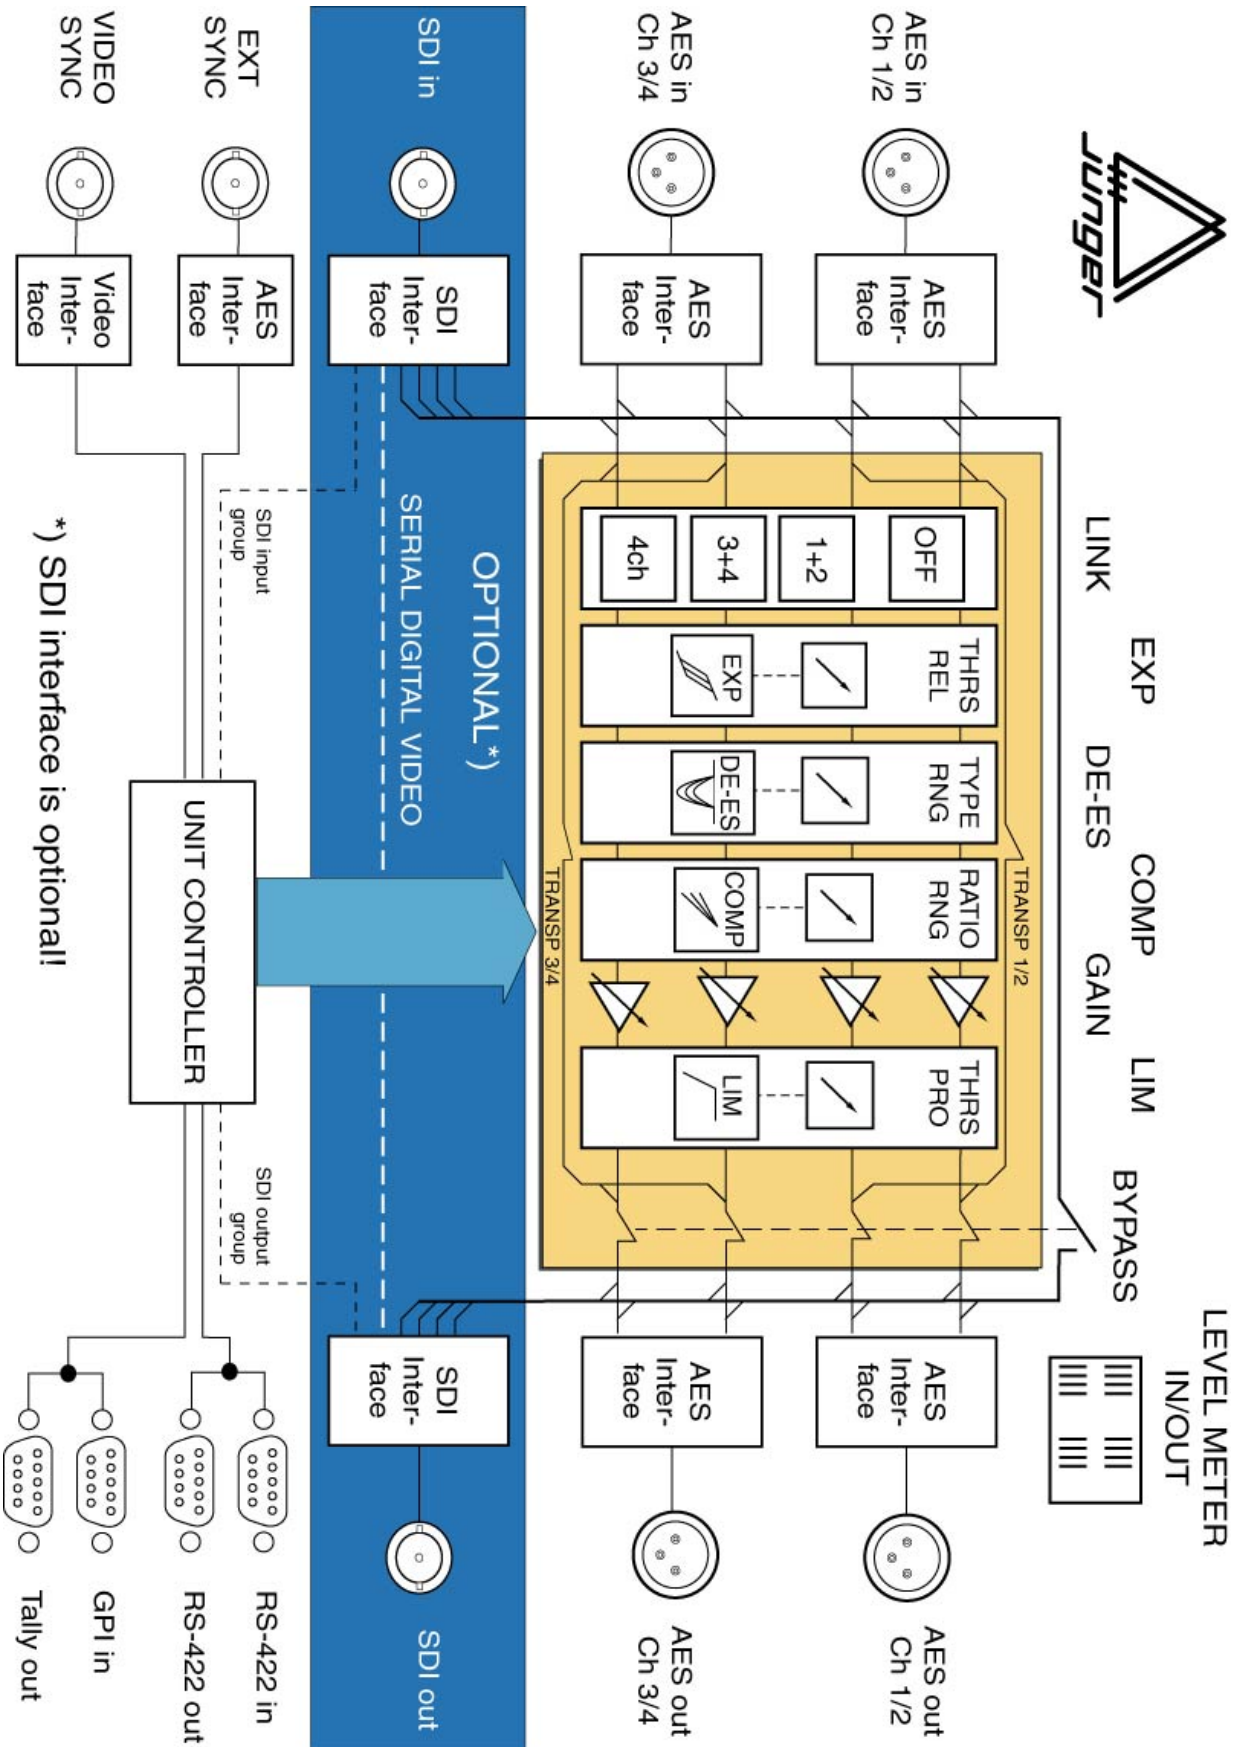 LEVEL METER
IN/OUT
LINK
EXP
DE-ES
COMP
GAIN
LIM
BYPASS
Junger
AES in
Ch 1/2
AES
Inter-
face
TRANSP 1/2
OFF
1+2
3+4
4ch
THRS
REL
EXP
TYPE
RNG
DE-ES
RATIO
RNG
COMP
THRS
PRO
LIM
AES
Inter-
face
AES out
Ch 1/2
AES in
Ch 3/4
AES
Inter-
face
TRANSP 3/4
AES
Inter-
face
AES out
Ch 3/4
OPTIONAL*)
SDI in
SDI
Inter-
face
SERIAL DIGITAL VIDEO
SDI
Inter-
face
SDI out
EXT
SYNC
AES
Inter-
face
SDI input
group
SDI output
group
RS-422 in
RS-422 out
VIDEO
SYNC
Video
Inter-
face
UNIT CONTROLLER
GPI in
Tally out
*) SDI interface is optional!